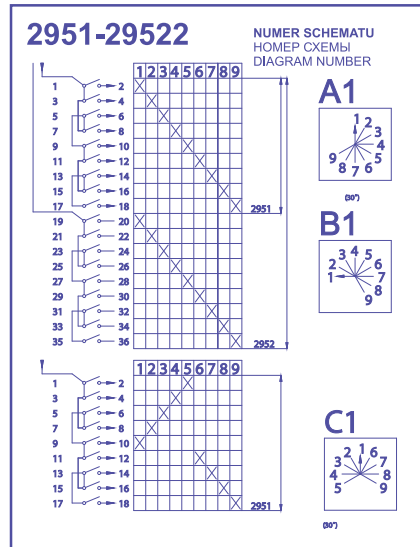 2951-29522
NUMER SCHEMATU
НОМЕР СХЕМЫ
DIAGRAM NUMBER
1 2 3 4 5 6 7 8 9
1 2 X
3 4 X
5 6 X
7 8 X
9 10 X
11 12 X
13 14 X
15 16 X
17 18 X
2951
19 20 X
21 22 X
23 24 X
25 26 X
27 28 X
29 30 X
31 32 X
33 34 X
35 36 X
2952
1 2 3 4 5 6 7 8 9
1 2 X
3 4 X
5 6 X
7 8 X
9 10 X
11 12 X
13 14 X
15 16 X
17 18 X
2951
A1
1 2 3 4 5 6 7 8 9
(30°)
B1
1 2 3 4 5 6 7 8 9
C1
5 4 3 2 1 6 7 8 9
(30°)